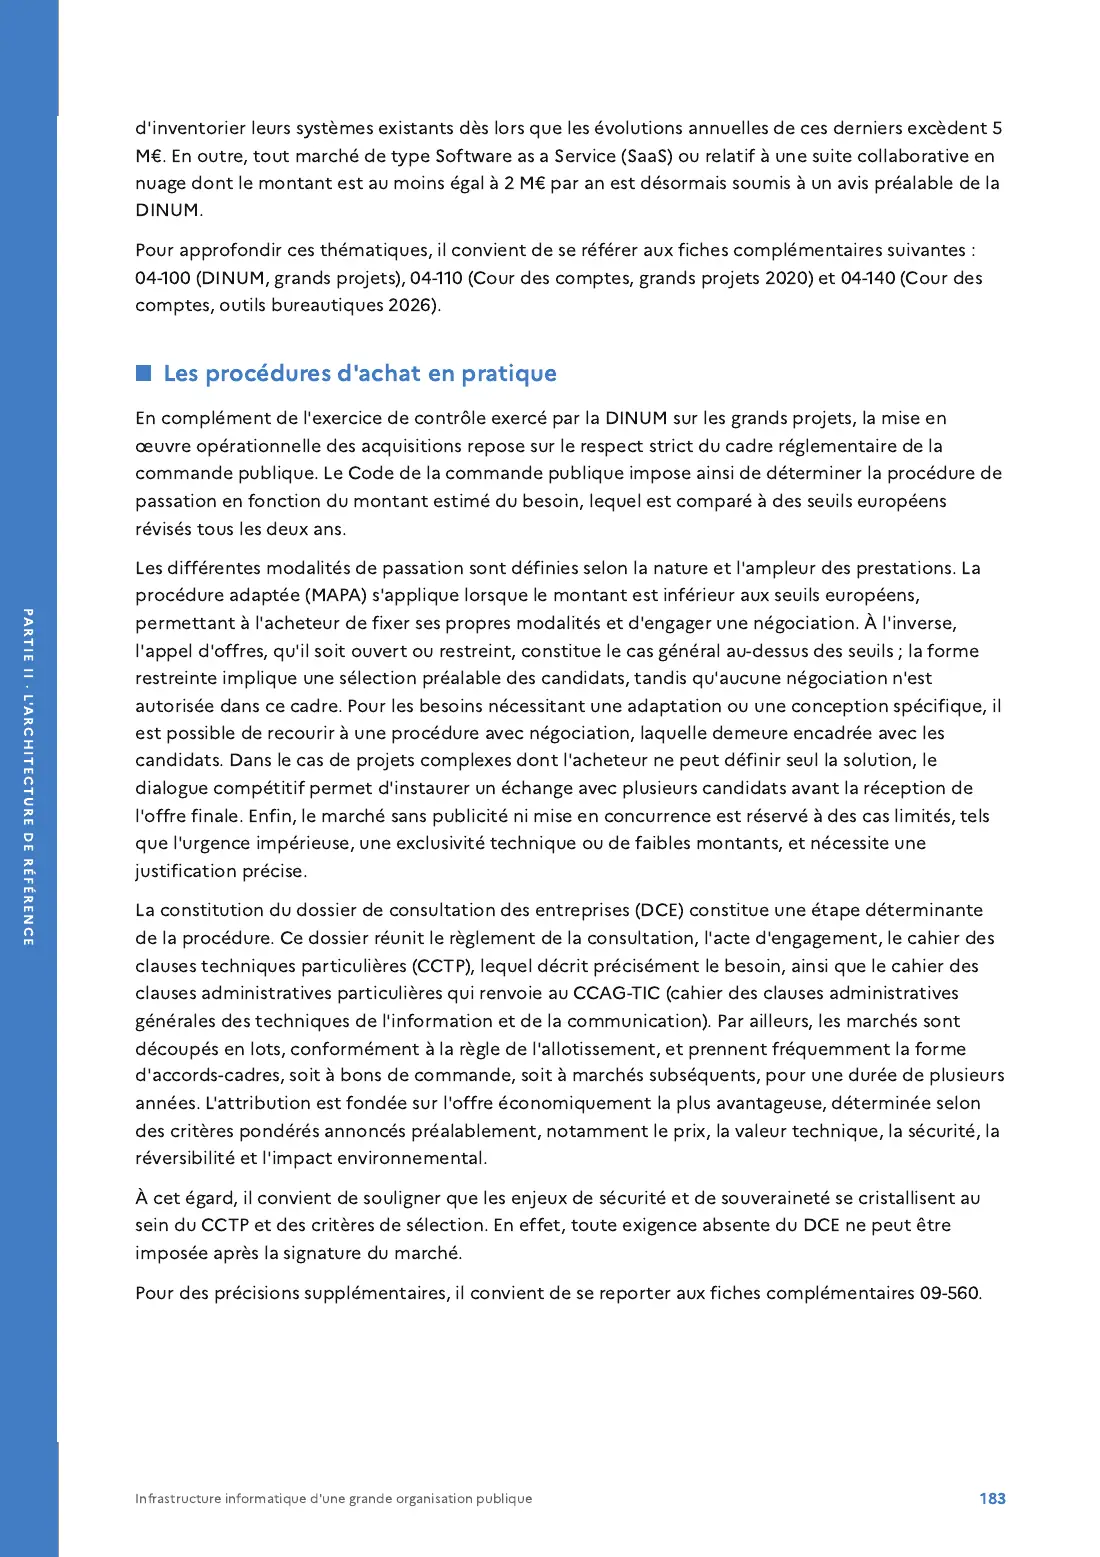 d'inventorier leurs systèmes existants dès lors que les évolutions annuelles de ces derniers excèdent 5
M€. En outre, tout marché de type Software as a Service (SaaS) ou relatif à une suite collaborative en
nuage dont le montant est au moins égal à 2 M€ par an est désormais soumis à un avis préalable de la
DINUM.
Pour approfondir ces thématiques, il convient de se référer aux fiches complémentaires suivantes :
04-100 (DINUM, grands projets), 04-110 (Cour des comptes, grands projets 2020) et 04-140 (Cour des
comptes, outils bureautiques 2026).
■ Les procédures d'achat en pratique
En complément de l'exercice de contrôle exercé par la DINUM sur les grands projets, la mise en
œuvre opérationnelle des acquisitions repose sur le respect strict du cadre réglementaire de la
commande publique. Le Code de la commande publique impose ainsi de déterminer la procédure de
passation en fonction du montant estimé du besoin, lequel est comparé à des seuils européens
révisés tous les deux ans.
Les différentes modalités de passation sont définies selon la nature et l'ampleur des prestations. La
procédure adaptée (MAPA) s'applique lorsque le montant est inférieur aux seuils européens,
permettant à l'acheteur de fixer ses propres modalités et d'engager une négociation. À l'inverse,
l'appel d'offres, qu'il soit ouvert ou restreint, constitue le cas général au-dessus des seuils ; la forme
restreinte implique une sélection préalable des candidats, tandis qu'aucune négociation n'est
autorisée dans ce cadre. Pour les besoins nécessitant une adaptation ou une conception spécifique, il
est possible de recourir à une procédure avec négociation, laquelle demeure encadrée avec les
candidats. Dans le cas de projets complexes dont l'acheteur ne peut définir seul la solution, le
dialogue compétitif permet d'instaurer un échange avec plusieurs candidats avant la réception de
l'offre finale. Enfin, le marché sans publicité ni mise en concurrence est réservé à des cas limités, tels
que l'urgence impérieuse, une exclusivité technique ou de faibles montants, et nécessite une
justification précise.
La constitution du dossier de consultation des entreprises (DCE) constitue une étape déterminante
de la procédure. Ce dossier réunit le règlement de la consultation, l'acte d'engagement, le cahier des
clauses techniques particulières (CCTP), lequel décrit précisément le besoin, ainsi que le cahier des
clauses administratives particulières qui renvoie au CCAG-TIC (cahier des clauses administratives
générales des techniques de l'information et de la communication). Par ailleurs, les marchés sont
découpés en lots, conformément à la règle de l'allotissement, et prennent fréquemment la forme
d'accords-cadres, soit à bons de commande, soit à marchés subséquents, pour une durée de plusieurs
années. L'attribution est fondée sur l'offre économiquement la plus avantageuse, déterminée selon
des critères pondérés annoncés préalablement, notamment le prix, la valeur technique, la sécurité, la
réversibilité et l'impact environnemental.
À cet égard, il convient de souligner que les enjeux de sécurité et de souveraineté se cristallisent au
sein du CCTP et des critères de sélection. En effet, toute exigence absente du DCE ne peut être
imposée après la signature du marché.
Pour des précisions supplémentaires, il convient de se reporter aux fiches complémentaires 09-560.
PARTIE II · L'ARCHITECTURE DE RÉFÉRENCE
Infrastructure informatique d'une grande organisation publique
183